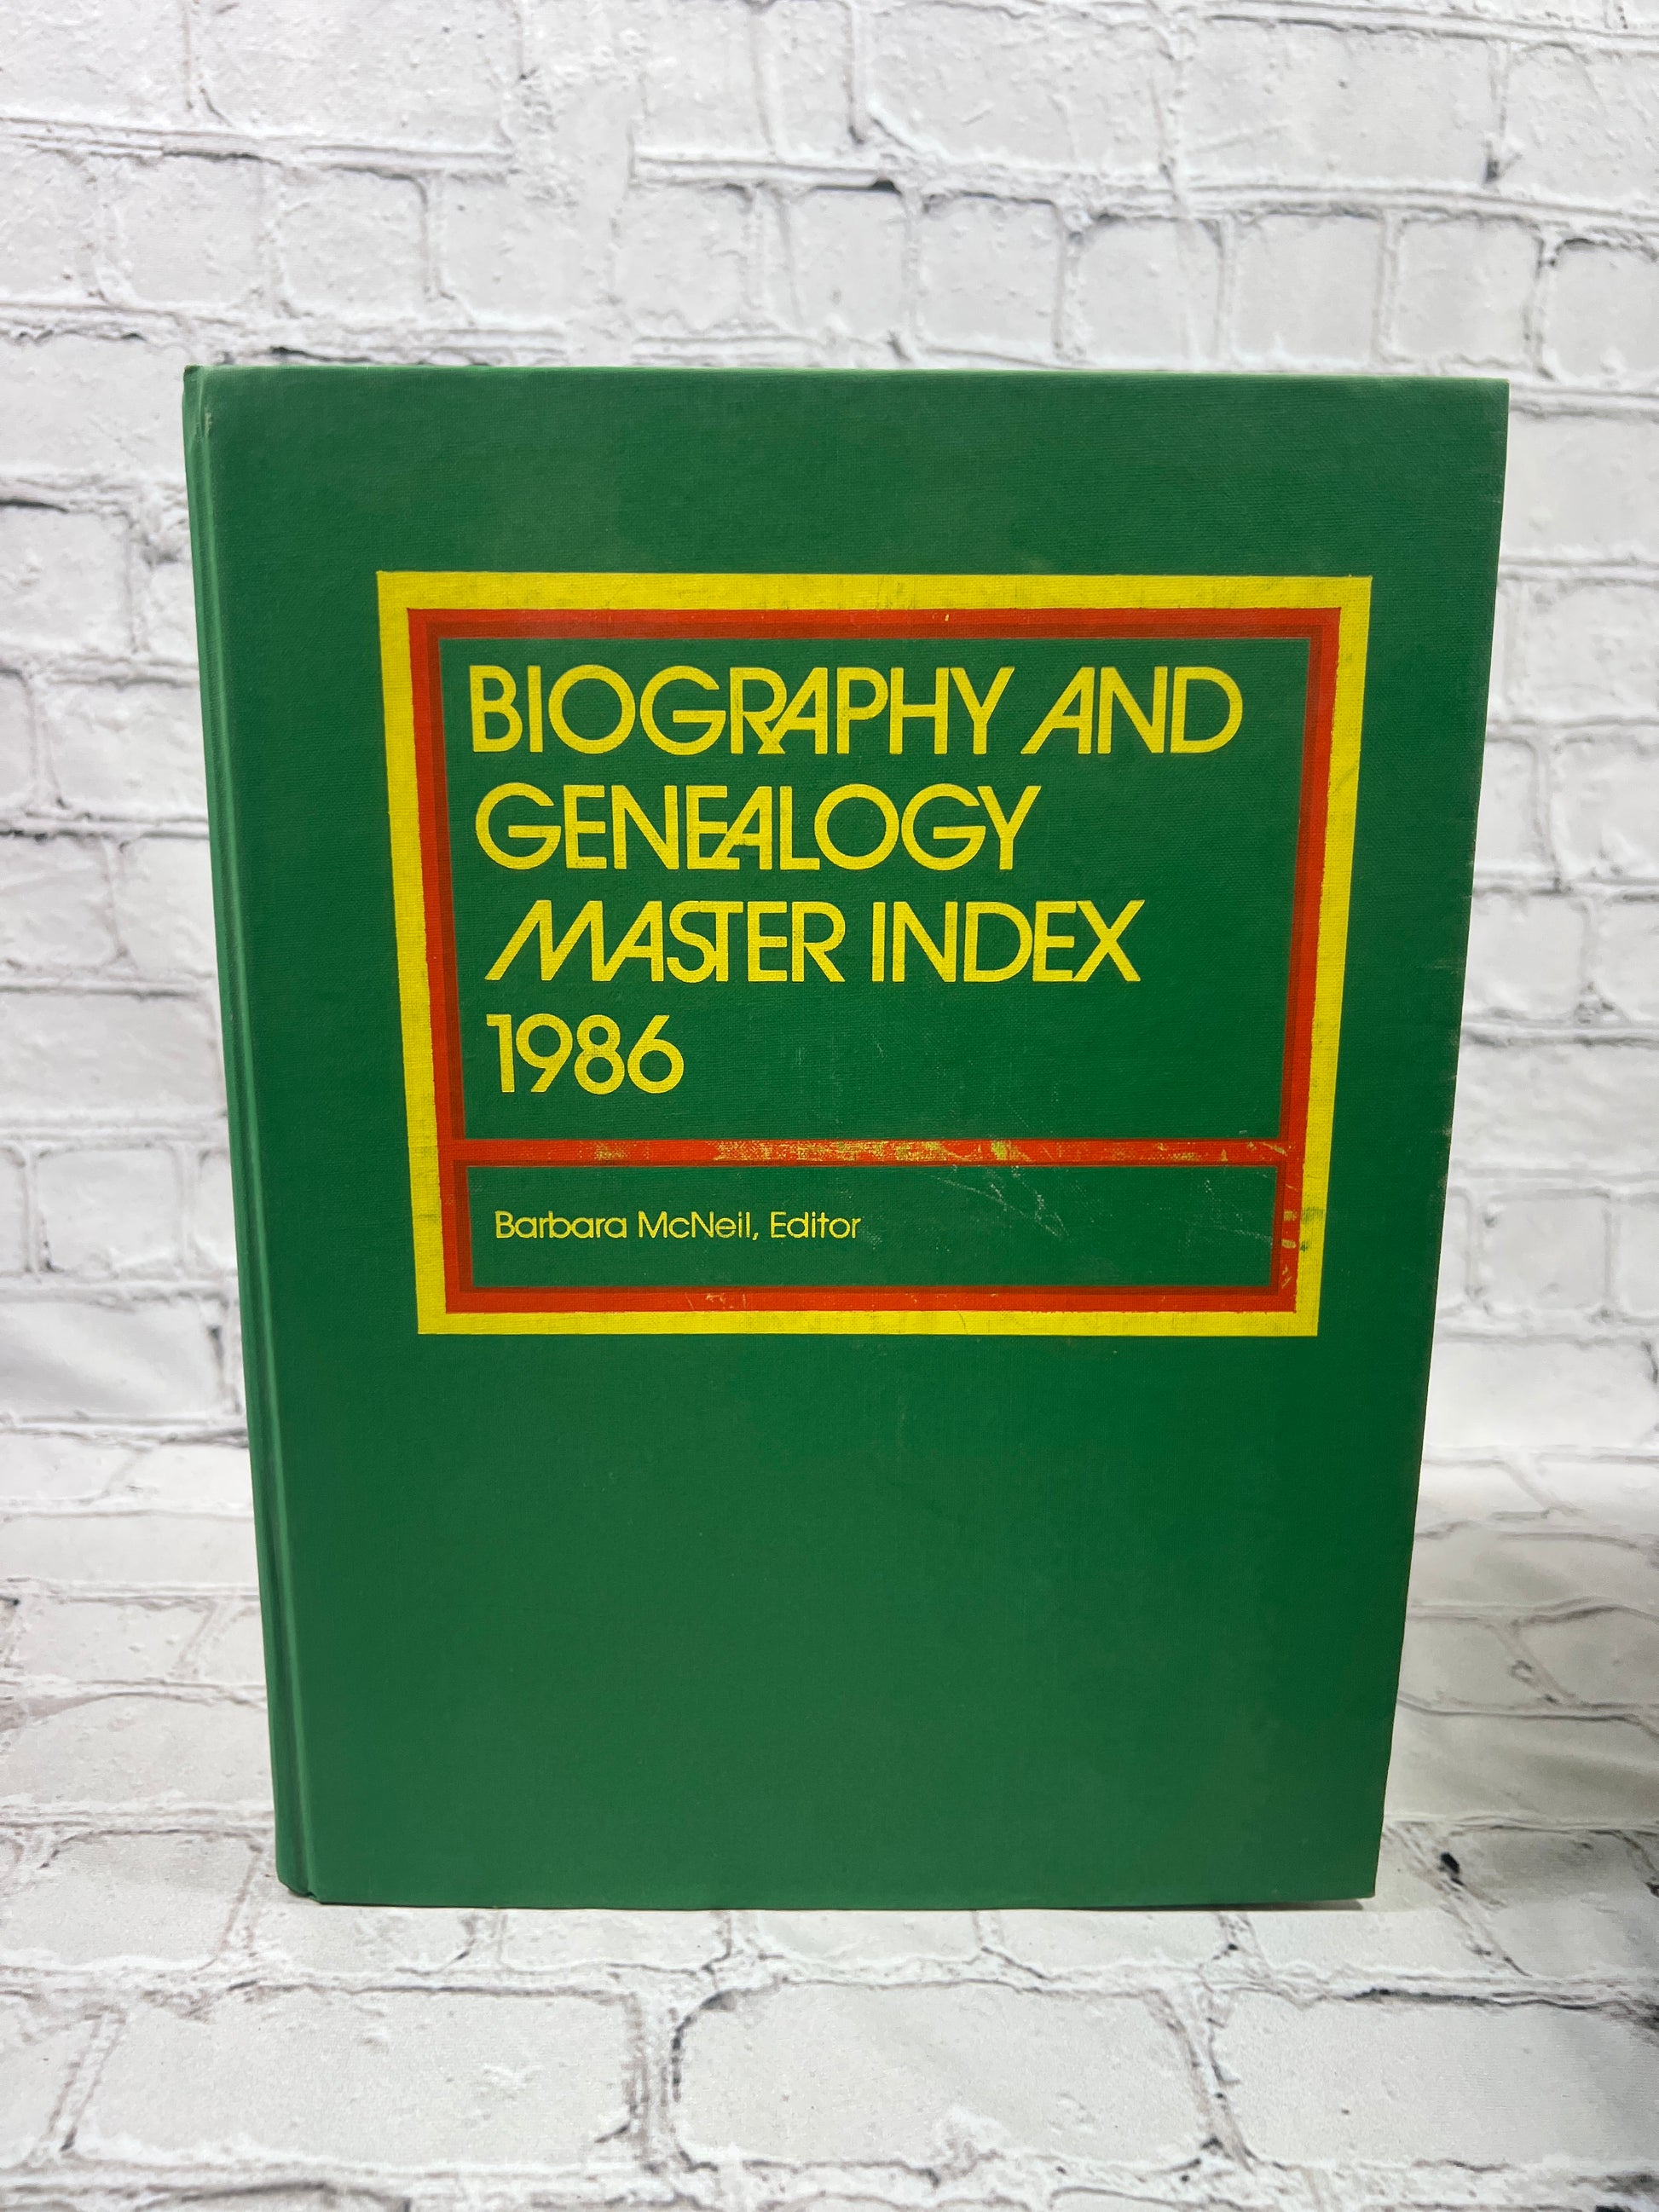 BIOGRAPHY AND
GENEALOGY
MASTER INDEX
1986
Barbara McNeil, Editor